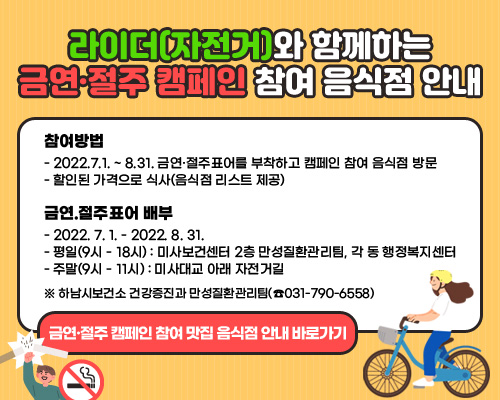 라이더(자전거)와 함께하는
금연·절주 캠페인 참여 음식점 안내
참여방법
- 2022.7.1. ~ 8.31. 금연·절주표어를 부착하고 캠페인 참여 음식점 방문
- 할인된 가격으로 식사(음식점 리스트 제공)
금연.절주표어 배부
- 2022. 7. 1. - 2022. 8. 31.
- 평일(9시 - 18시) : 미사보건센터 2층 만성질환관리팀, 각 동 행정복지센터
- 주말(9시 - 11시) : 미사대교 아래 자전거길
※ 하남시보건소 건강증진과 만성질환관리팀(☎031-790-6558)
금연·절주 캠페인 참여 맛집 음식점 안내 바로가기